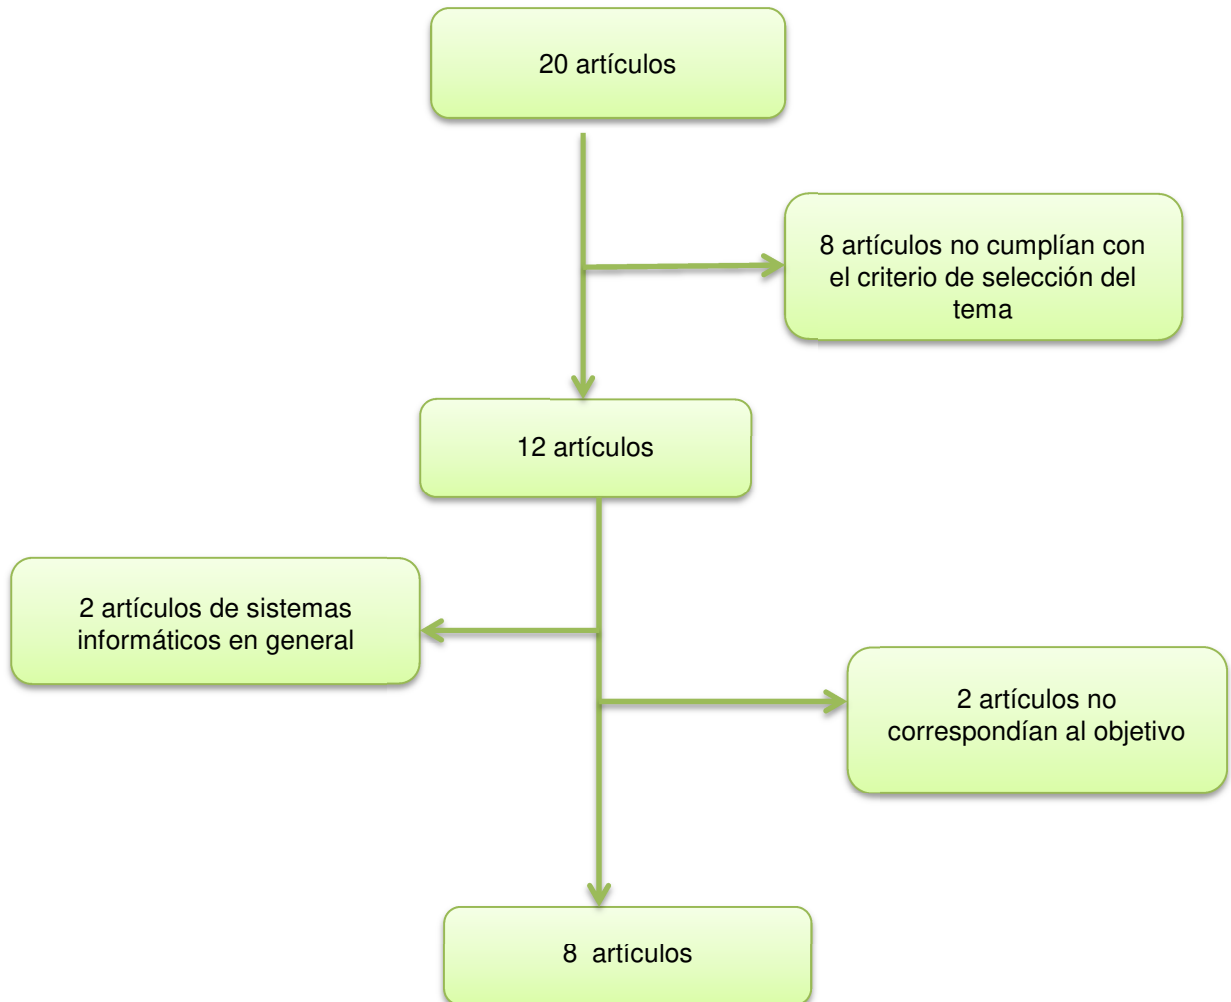 20 artículos
8 artículos no cumplían con
el criterio de selección del
tema
12 artículos
2 artículos de sistemas
informáticos en general
2 artículos no
correspondían al objetivo
8 artículos